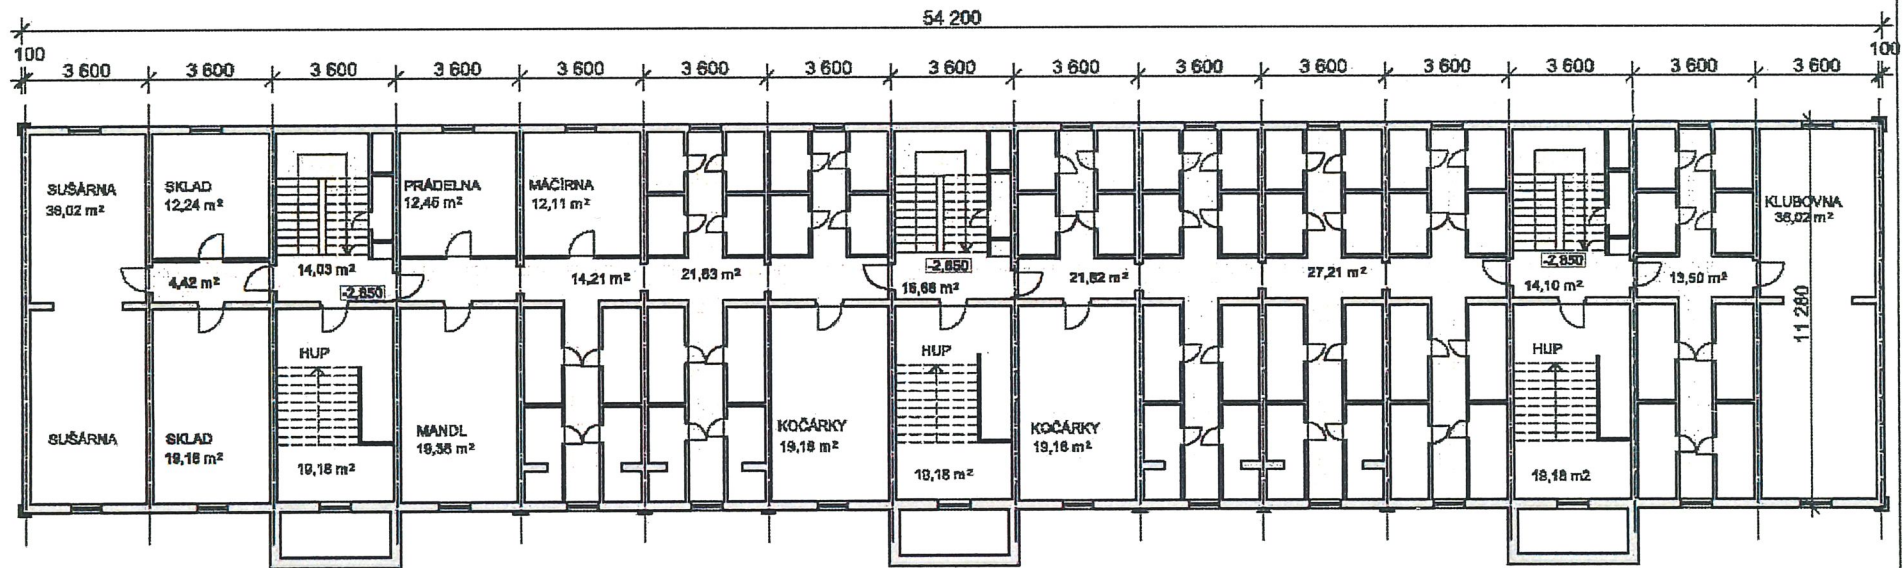 54 200
100
3 600 3 600 3 600 3 600 3 600 3 600 3 600 3 600 3 600 3 600 3 600 3 600 3 600 3 600 3 600
100
SUŠÁRNA
38,02 m²
SKLAD
12,24 m²
PRÁDELNA
12,45 m²
MÁČÍRNA
12,11 m²
KLUBOVNA
38,02 m²
4,42 m²
14,03 m²
-2,850
14,21 m²
21,63 m²
-2,850
16,66 m²
21,62 m²
27,21 m²
-2,850
14,10 m²
13,50 m²
11 280
HUP
HUP
HUP
SUŠÁRNA
SKLAD
19,16 m²
19,18 m²
MANDL
19,36 m²
KOČÁRKY
19,16 m²
19,18 m²
KOČÁRKY
19,16 m²
19,18 m2